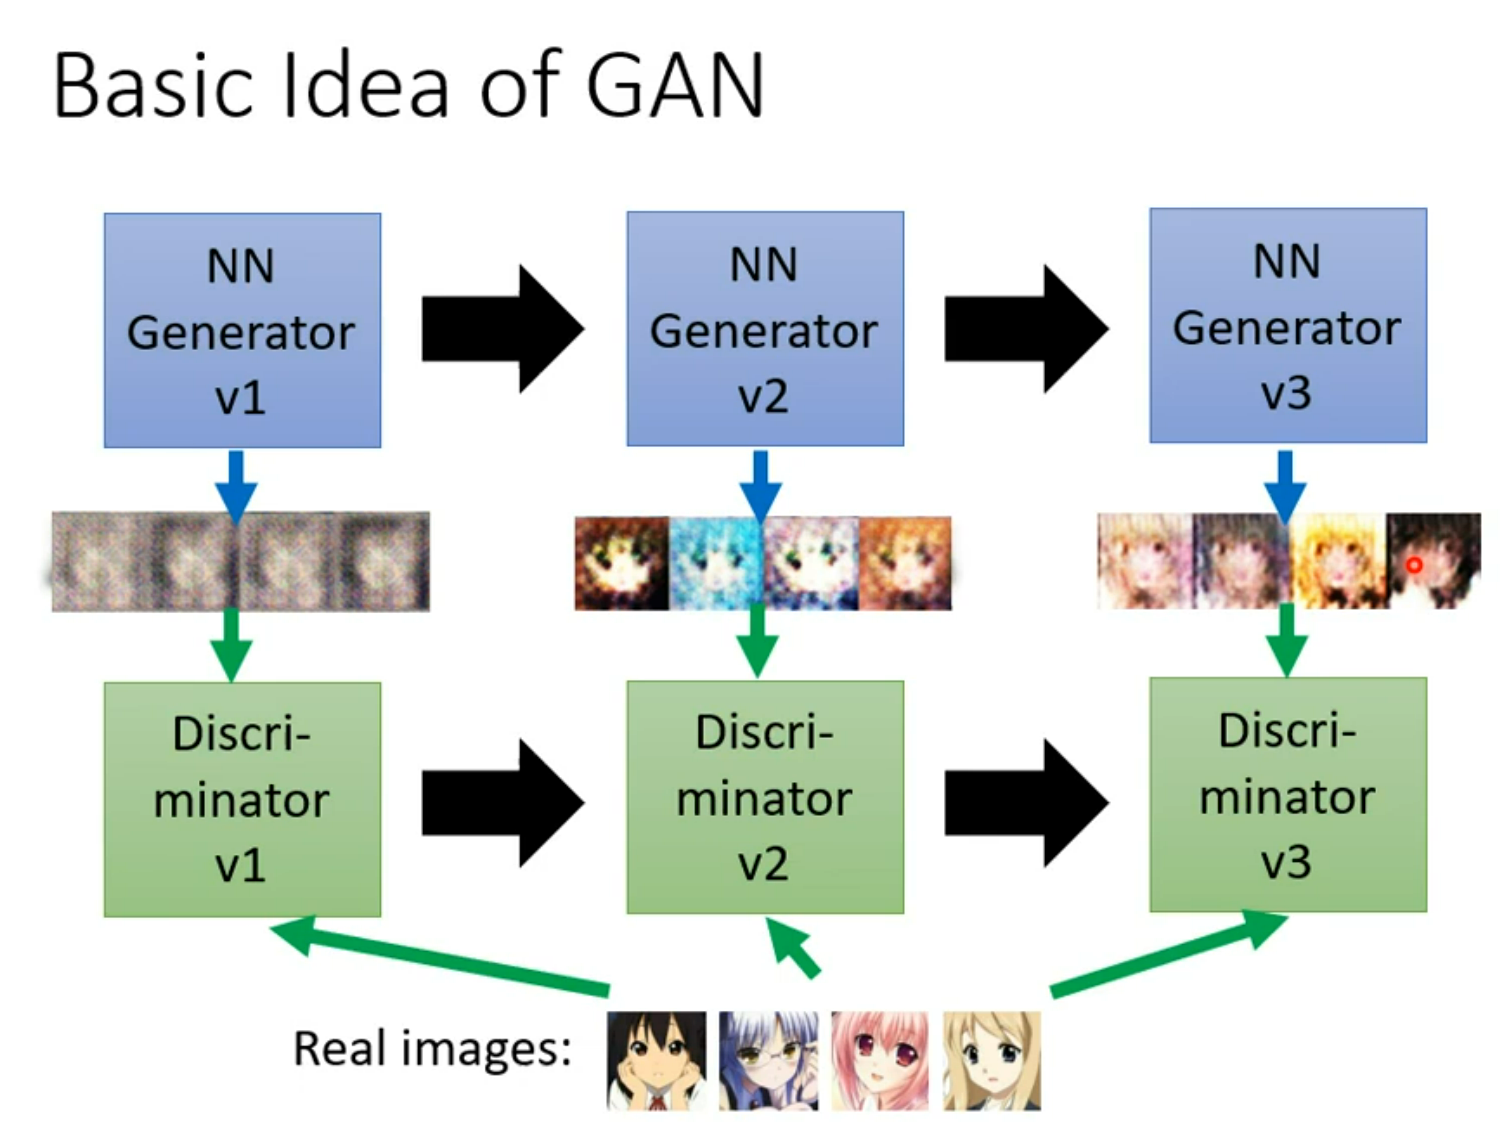 Basic Idea of GAN
NN
Generator
v1
NN
Generator
v2
NN
Generator
v3
Discri-
minator
v1
Discri-
minator
v2
Discri-
minator
v3
Real images: